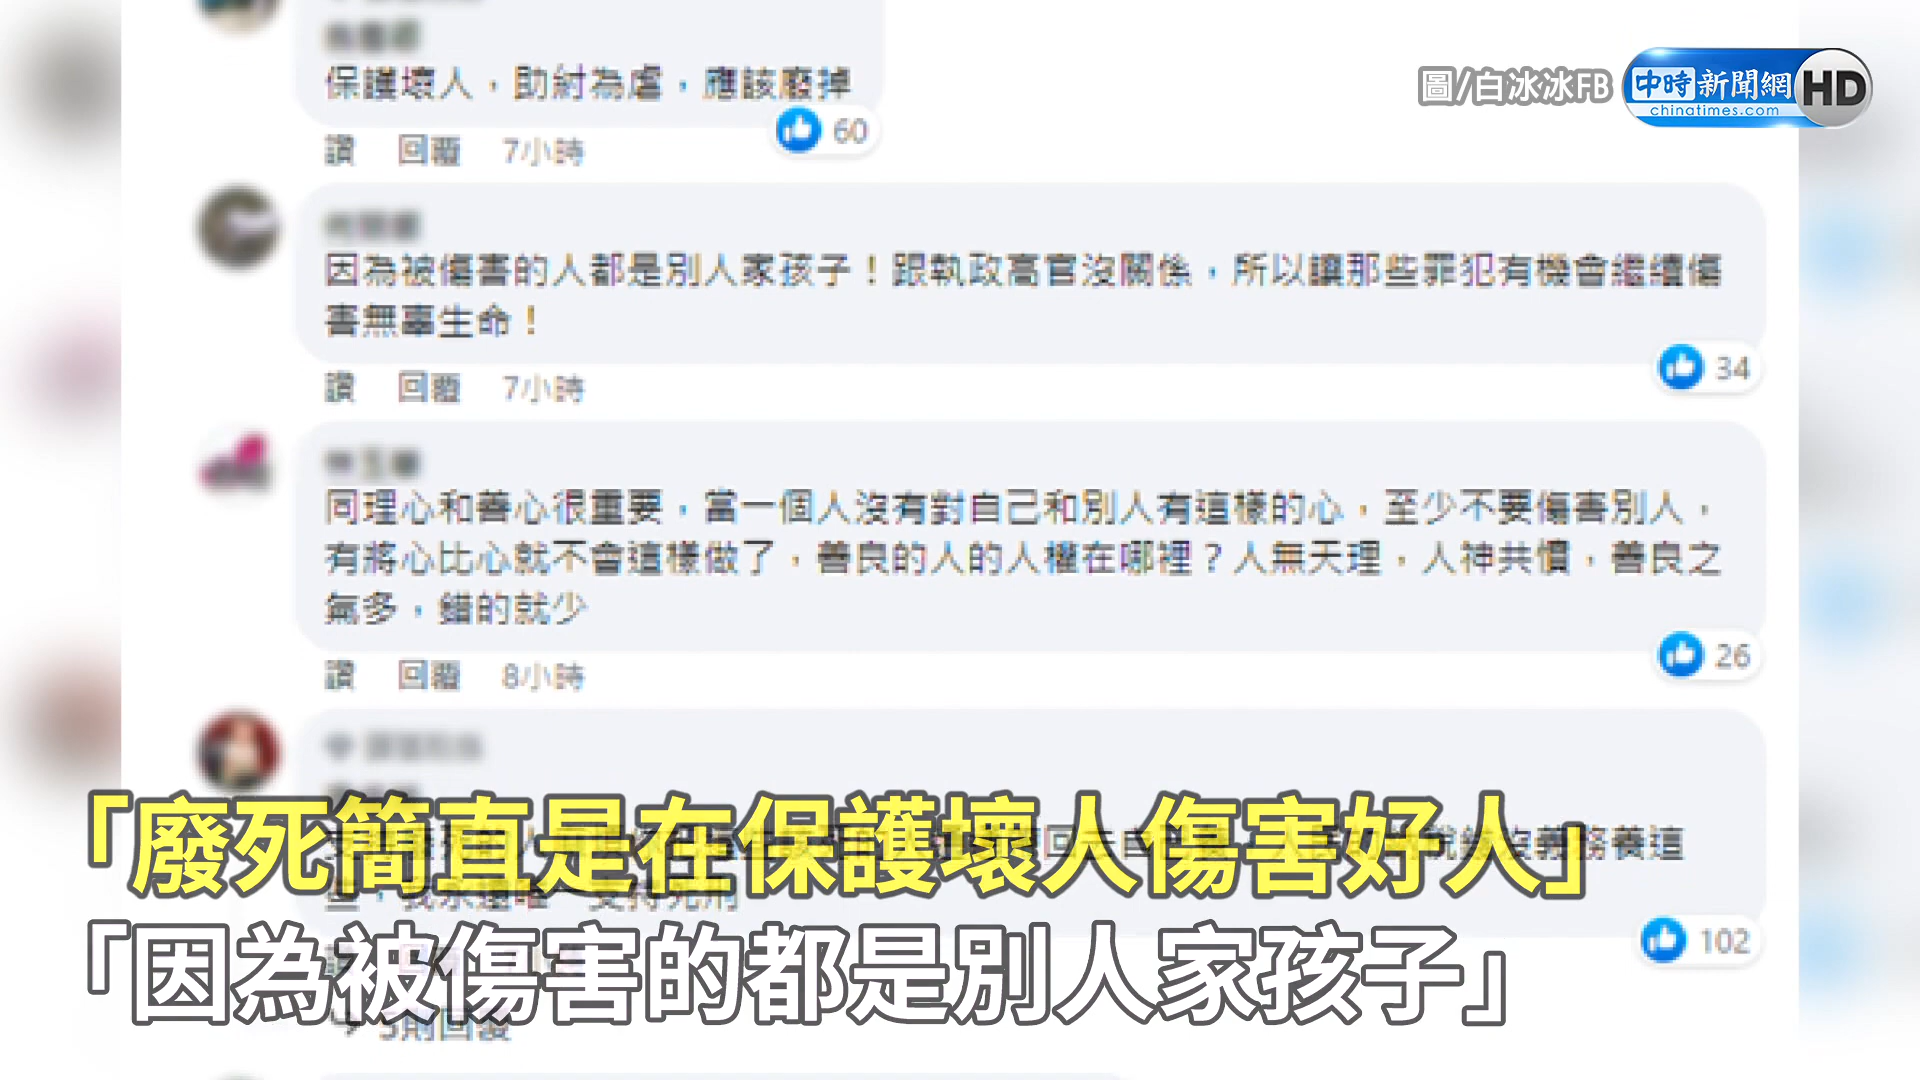 圖/白冰冰FB
中時新聞網 HD
chinatimes.com
保護壞人，助紂為虐，應該廢掉
60
讚 回覆 7小時
因為被傷害的人都是別人家孩子！跟執政高官沒關係，所以讓那些罪犯有機會繼續傷
害無辜生命！
34
讚 回覆 7小時
同理心和善心很重要，當一個人沒有對自己和別人有這樣的心，至少不要傷害別人，
有將心比心就不會這樣做了，善良的人的人權在哪裡？人無天理，人神共憤，善良之
氣多，錯的就少
26
讚 回覆 8小時
務養這
「廢死簡直是在保護壞人傷害好人」
102
「因為被傷害的都是別人家孩子」
5則回覆